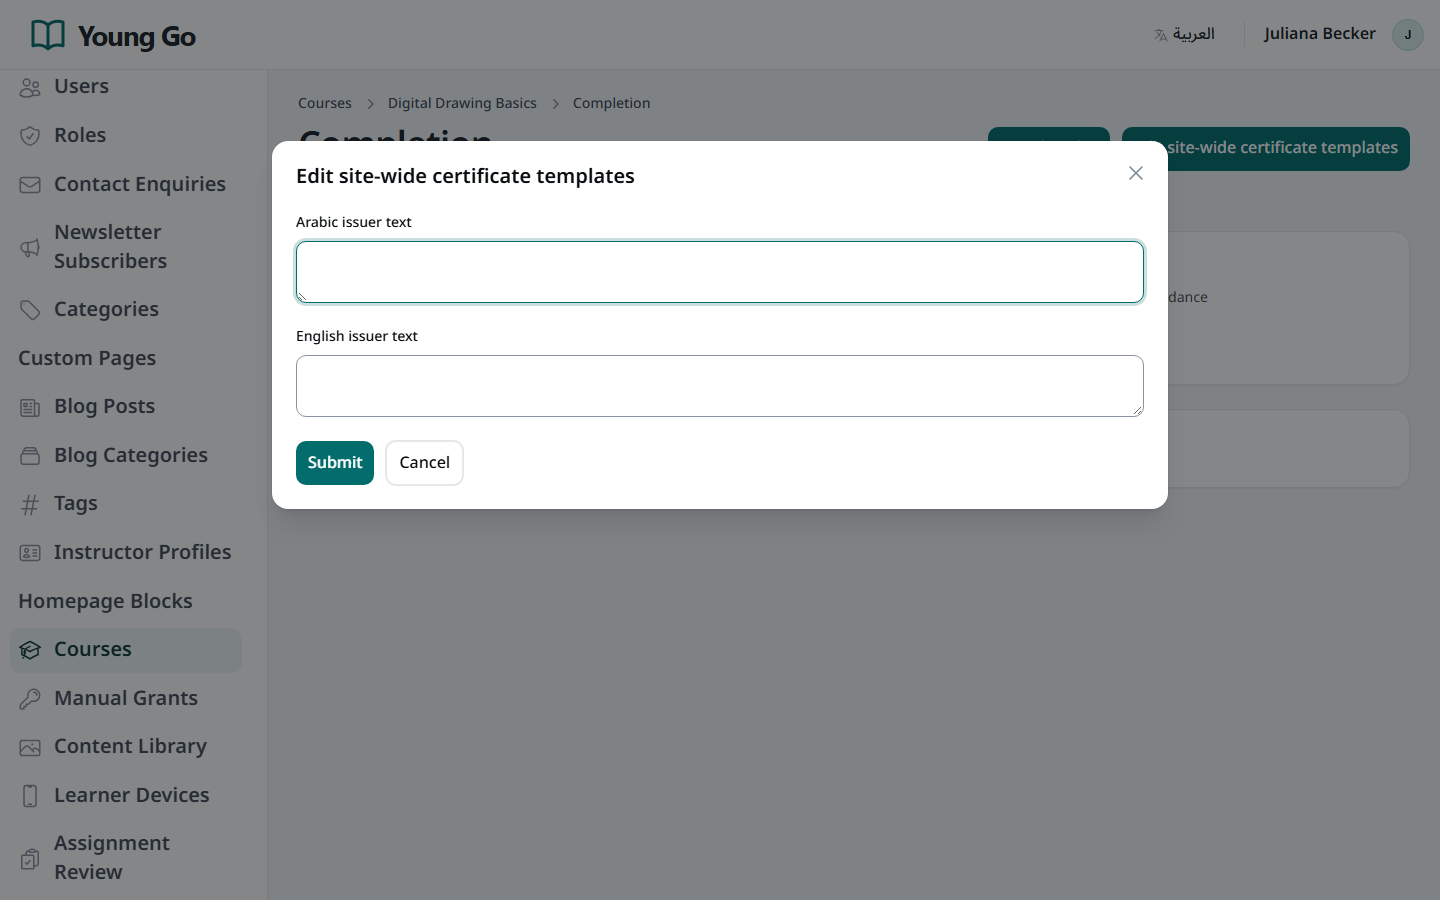 Young Go
العربية
Juliana Becker
J
Users
Roles
Contact Enquiries
Newsletter
Subscribers
Categories
Custom Pages
Blog Posts
Blog Categories
Tags
Instructor Profiles
Homepage Blocks
Courses
Manual Grants
Content Library
Learner Devices
Assignment
Review
Courses
Digital Drawing Basics
Completion
Completion
site-wide certificate templates
Edit site-wide certificate templates
Arabic issuer text
English issuer text
Submit
Cancel